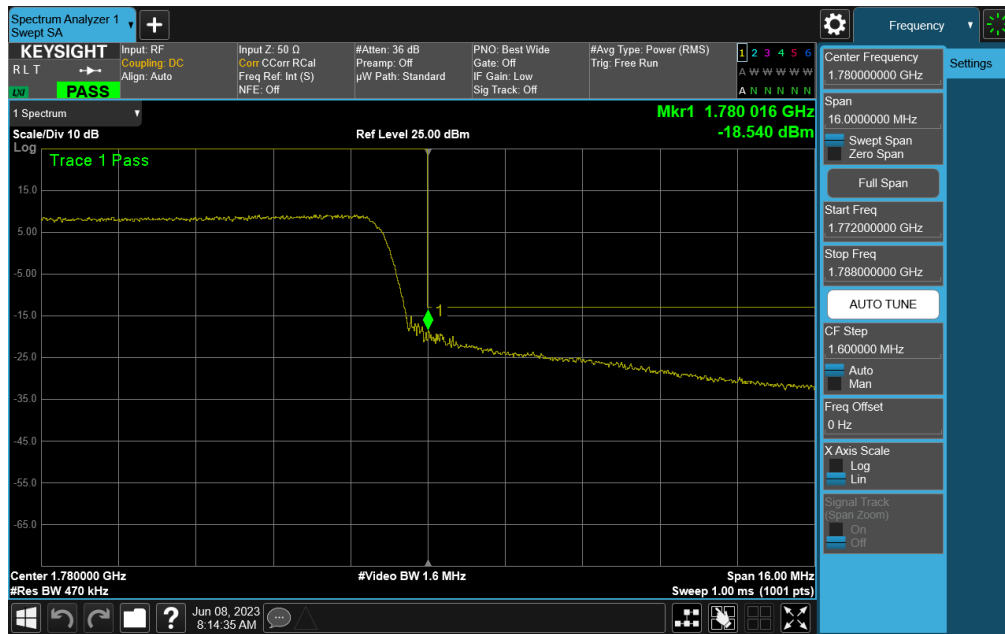 Spectrum Analyzer 1
Swept SA
+
Frequency
KEYSIGHT
R L T
LXI
PASS
Input: RF
Coupling: DC
Align: Auto
Input Z: 50 Ω
Corr CCorr RCal
Freq Ref: Int (S)
NFE: Off
#Atten: 36 dB
Preamp: Off
µW Path: Standard
PNO: Best Wide
Gate: Off
IF Gain: Low
Sig Track: Off
#Avg Type: Power (RMS)
Trig: Free Run
1 2 3 4 5 6
A W W W W W
A N N N N N
1 Spectrum
Mkr1 1.780 016 GHz
-18.540 dBm
Scale/Div 10 dB
Ref Level 25.00 dBm
Log
Trace 1 Pass
15.0
5.00
-5.00
-15.0
-25.0
-35.0
-45.0
-55.0
-65.0
1
Center 1.780000 GHz
#Video BW 1.6 MHz
Span 16.00 MHz
#Res BW 470 kHz
Sweep 1.00 ms (1001 pts)
?
Jun 08, 2023
8:14:35 AM
Center Frequency
1.780000000 GHz
Span
16.0000000 MHz
Swept Span
Zero Span
Full Span
Start Freq
1.772000000 GHz
Stop Freq
1.788000000 GHz
AUTO TUNE
CF Step
1.600000 MHz
Auto
Man
Freq Offset
0 Hz
X Axis Scale
Log
Lin
Signal Track
(Span Zoom)
On
Off
Settings